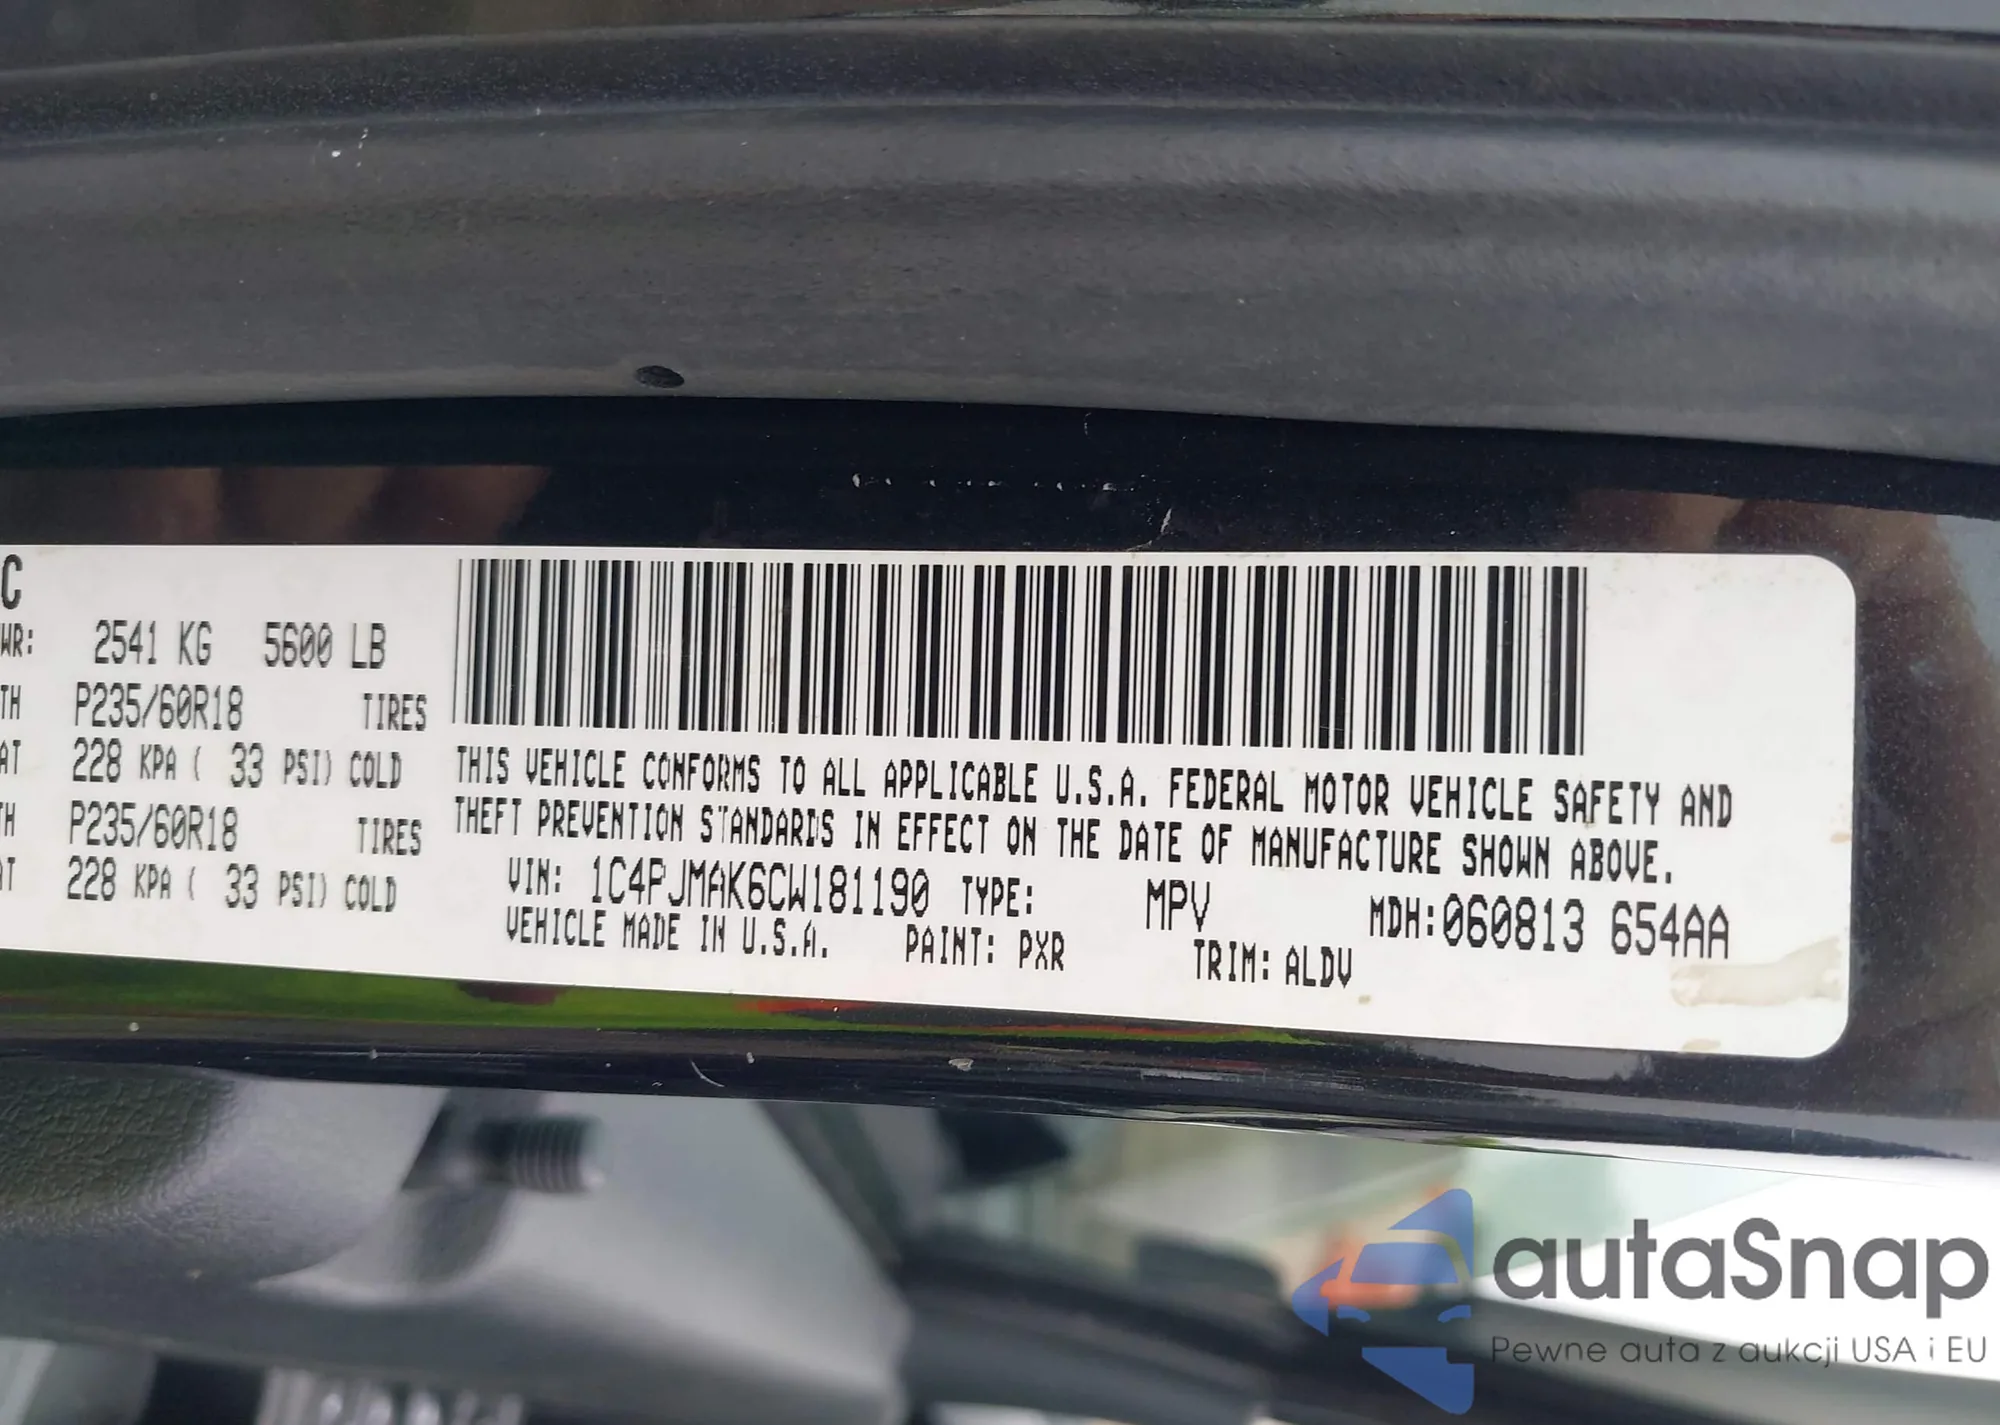 C
WR: 2541 KG 5600 LB
TH P235/60R18 TIRES
AT 228 KPA ( 33 PSI) COLD
TH P235/60R18 TIRES
AT 228 KPA ( 33 PSI) COLD
THIS VEHICLE CONFORMS TO ALL APPLICABLE U.S.A. FEDERAL MOTOR VEHICLE SAFETY AND
THEFT PREVENTION STANDARDS IN EFFECT ON THE DATE OF MANUFACTURE SHOWN ABOVE.
VIN: 1C4PJMAK6CW181190 TYPE: MPV MDH:060813 654AA
VEHICLE MADE IN U.S.A. PAINT: PXR TRIM: ALDV
autaSnap
Pewne auta z aukcji USA i EU